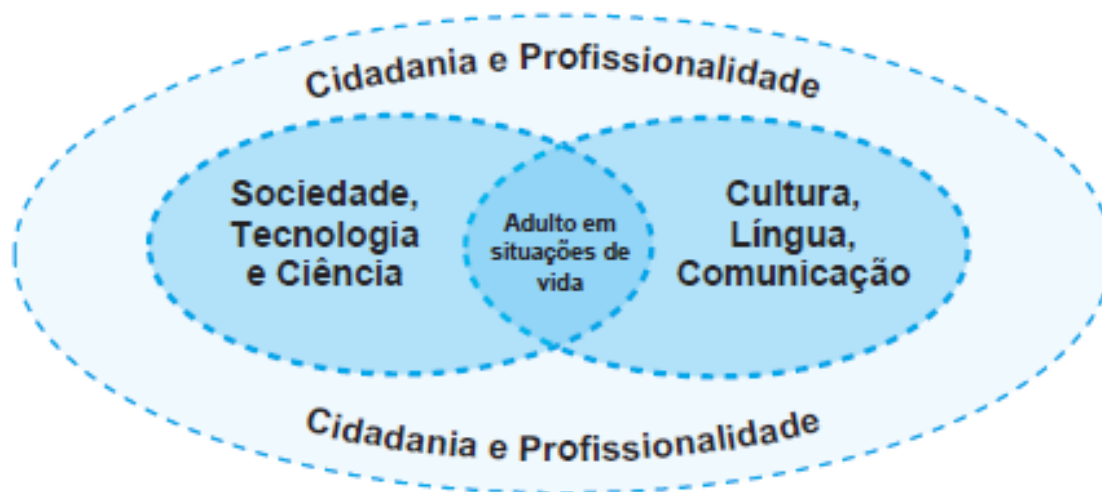 Cidadania e Profissionalidade
Sociedade,
Tecnologia
e Ciência
Adulto em
situações de
vida
Cultura,
Língua,
Comunicação
Cidadania e Profissionalidade